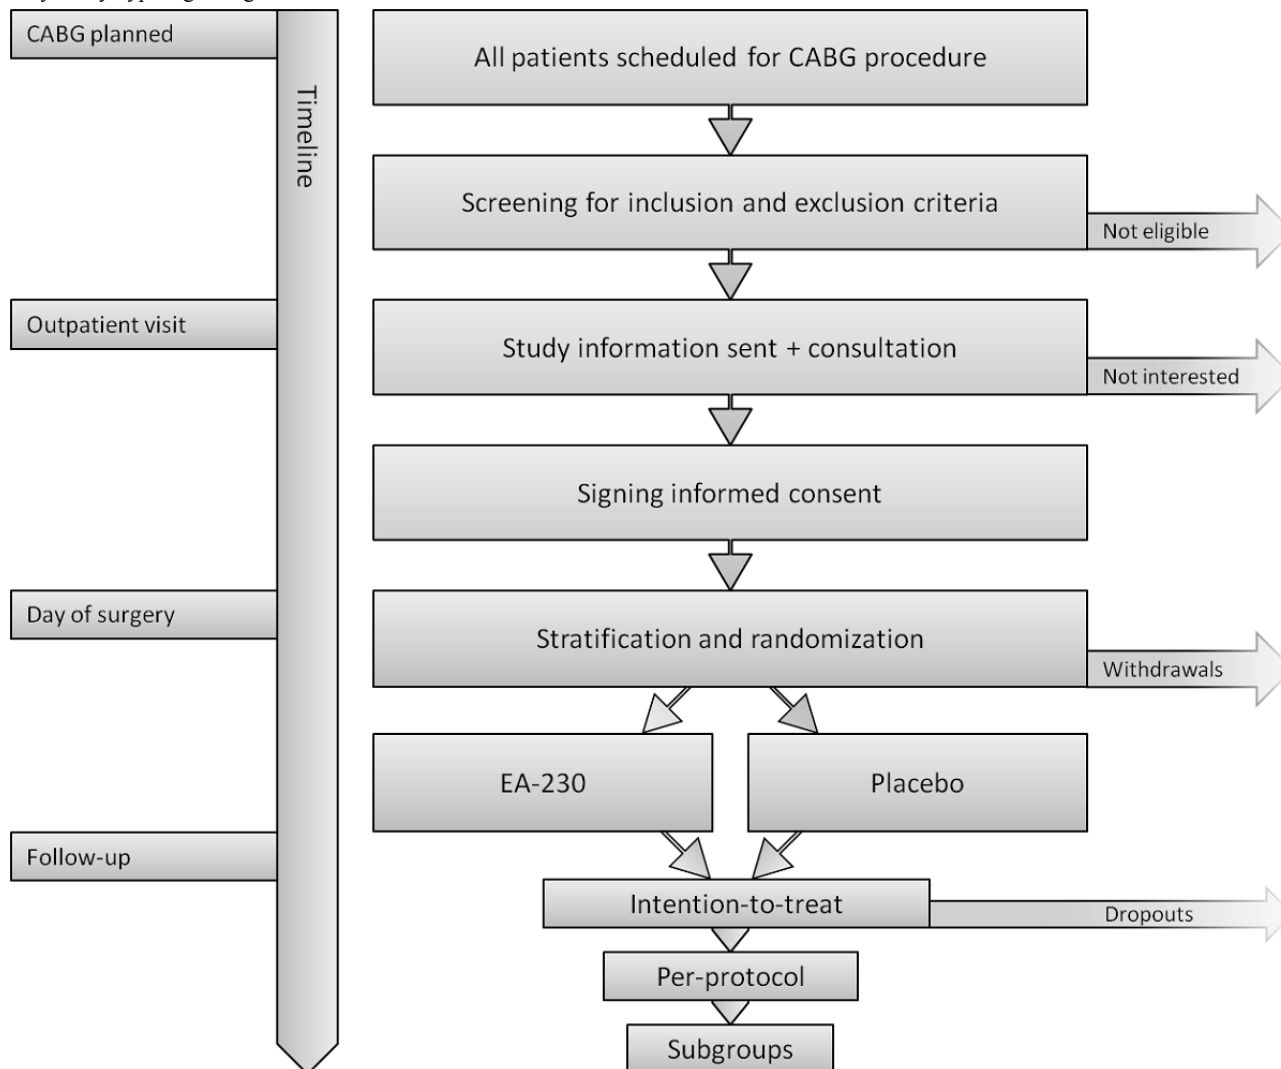 CABG planned
Timeline
All patients scheduled for CABG procedure
Screening for inclusion and exclusion criteria
Not eligible
Outpatient visit
Study information sent + consultation
Not interested
Signing informed consent
Day of surgery
Stratification and randomization
Withdrawals
EA-230
Placebo
Follow-up
Intention-to-treat
Dropouts
Per-protocol
Subgroups